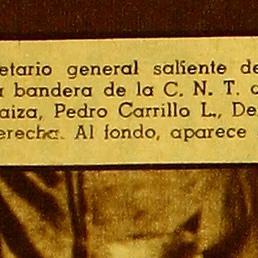 etario general saliente de
bandera de la C. N. T.
aiza, Pedro Carrillo L., De
erecha. Al fondo, aparece